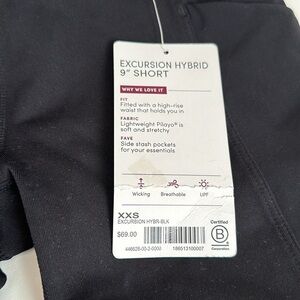 EXCURSION HYBRID
9" SHORT
WHY WE LOVE IT
FIT
Fitted with a high-rise
waist that holds you in
FABRIC
Lightweight Pilayo® is
soft and stretchy
FAVE
Side stash pockets
for your essentials
Wicking Breathable UPF
XXS
EXCURSION HYBR-BLK
$69.00
Certified
B
Corporation